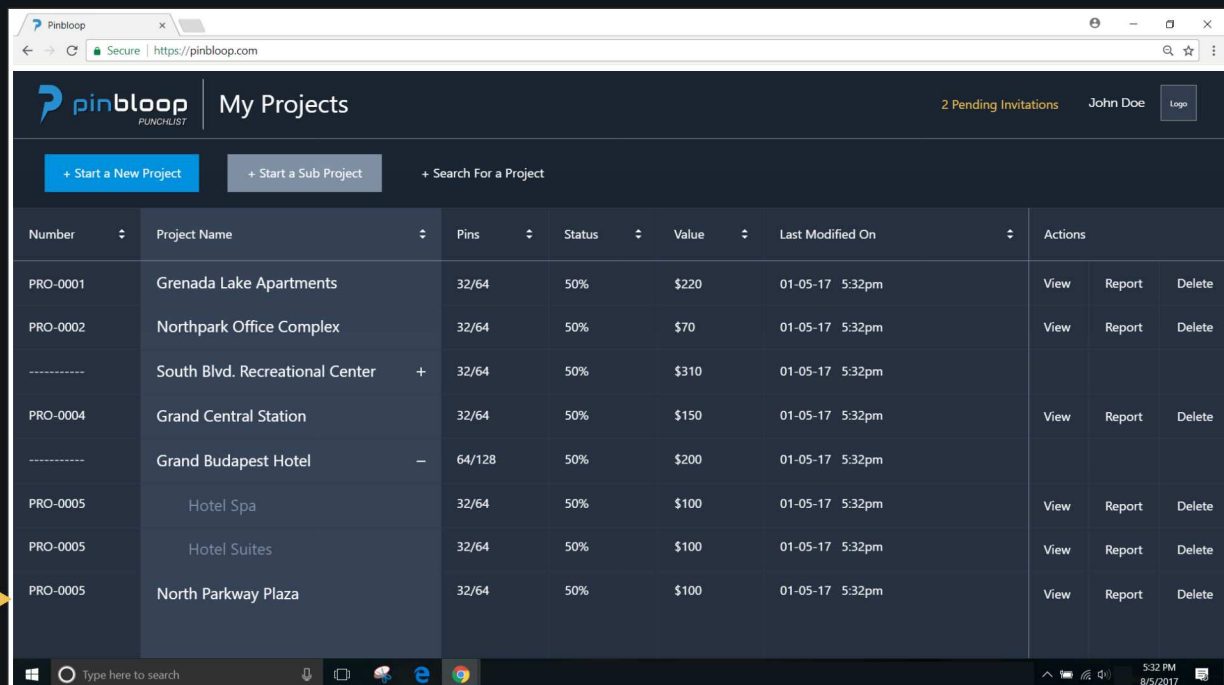 Pinbloop
Secure https://pinbloop.com
pinbloop
PUNCHLIST
My Projects
2 Pending Invitations
John Doe
Logo
+ Start a New Project
+ Start a Sub Project
+ Search For a Project
Number Project Name Pins Status Value Last Modified On Actions
PRO-0001 Grenada Lake Apartments 32/64 50% $220 01-05-17 5:32pm View Report Delete
PRO-0002 Northpark Office Complex 32/64 50% $70 01-05-17 5:32pm View Report Delete
----------- South Blvd. Recreational Center + 32/64 50% $310 01-05-17 5:32pm
PRO-0004 Grand Central Station 32/64 50% $150 01-05-17 5:32pm View Report Delete
----------- Grand Budapest Hotel – 64/128 50% $200 01-05-17 5:32pm
PRO-0005 Hotel Spa 32/64 50% $100 01-05-17 5:32pm View Report Delete
PRO-0005 Hotel Suites 32/64 50% $100 01-05-17 5:32pm View Report Delete
PRO-0005 North Parkway Plaza 32/64 50% $100 01-05-17 5:32pm View Report Delete
Type here to search
5:32 PM
8/5/2017